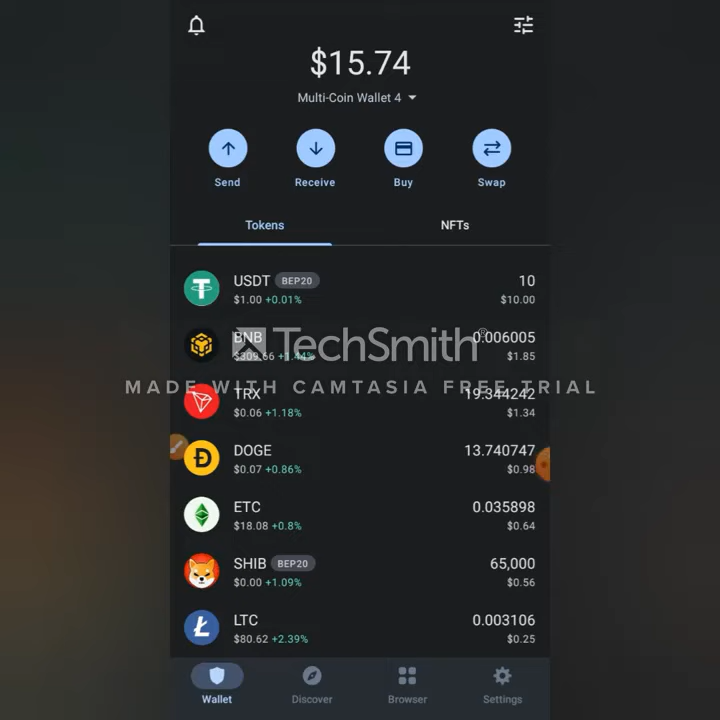 $15.74
Multi-Coin Wallet 4
Send Receive Buy Swap
Tokens NFTs
USDT BEP20 10
$1.00 +0.01% $10.00
BNB 0.006005
$309.66 +1.44% $1.85
TechSmith®
MADE WITH CAMTASIA FREE TRIAL
TRX 19.344242
$0.06 +1.18% $1.34
DOGE 13.740747
$0.07 +0.86% $0.98
ETC 0.035898
$18.08 +0.8% $0.64
SHIB BEP20 65,000
$0.00 +1.09% $0.56
LTC 0.003106
$80.62 +2.39% $0.25
Wallet Discover Browser Settings